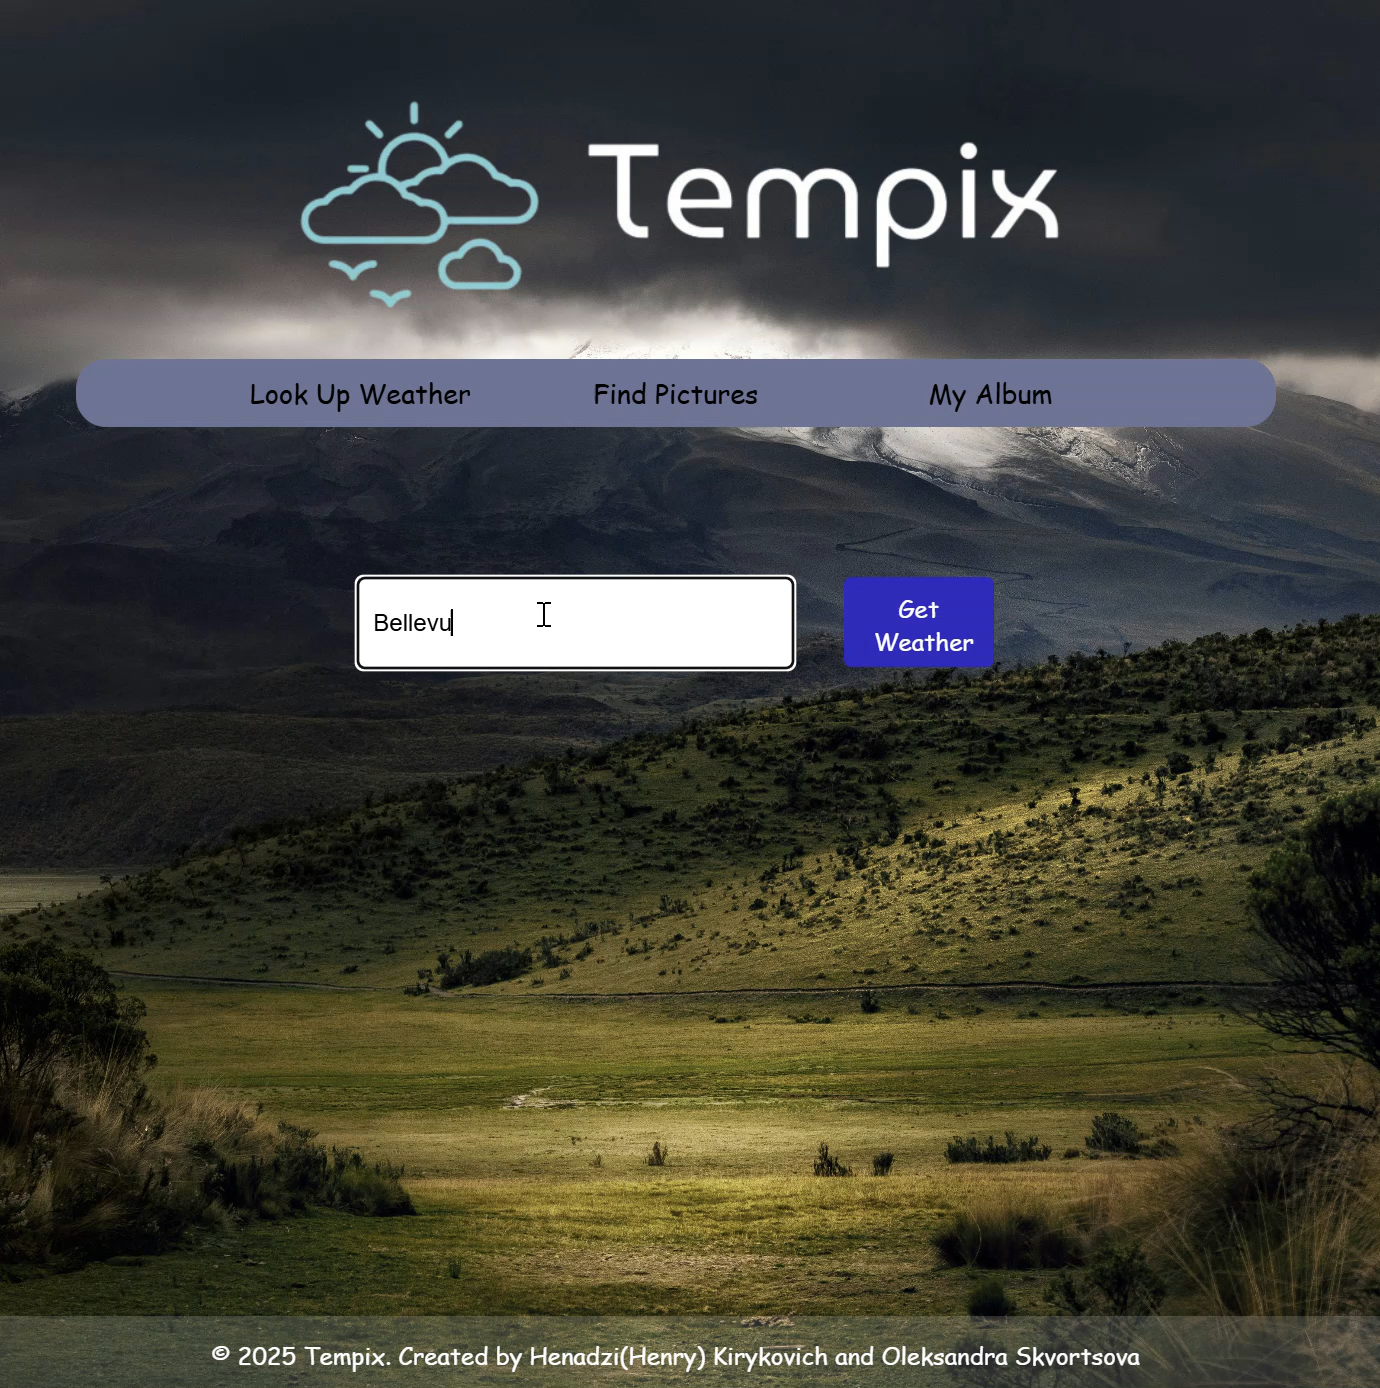 Tempix
Look Up Weather
Find Pictures
My Album
Bellevu
Get
Weather
© 2025 Tempix. Created by Henadzi(Henry) Kirykovich and Oleksandra Skvortsova